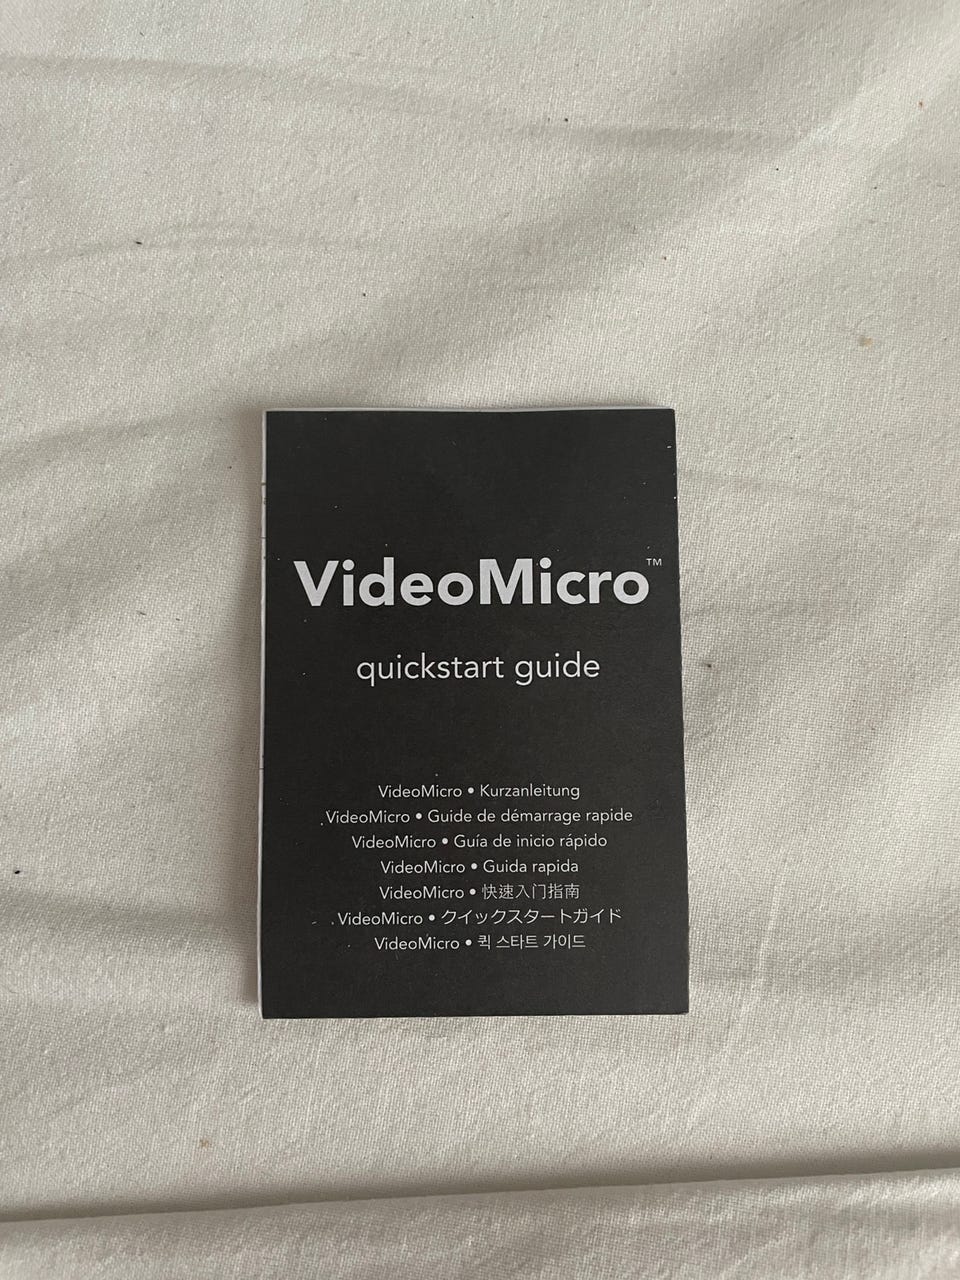 VideoMicro™
quickstart guide
VideoMicro • Kurzanleitung
VideoMicro • Guide de démarrage rapide
VideoMicro • Guía de inicio rápido
VideoMicro • Guida rapida
VideoMicro • 快速入门指南
VideoMicro • クイックスタートガイド
VideoMicro • 퀵 스타트 가이드